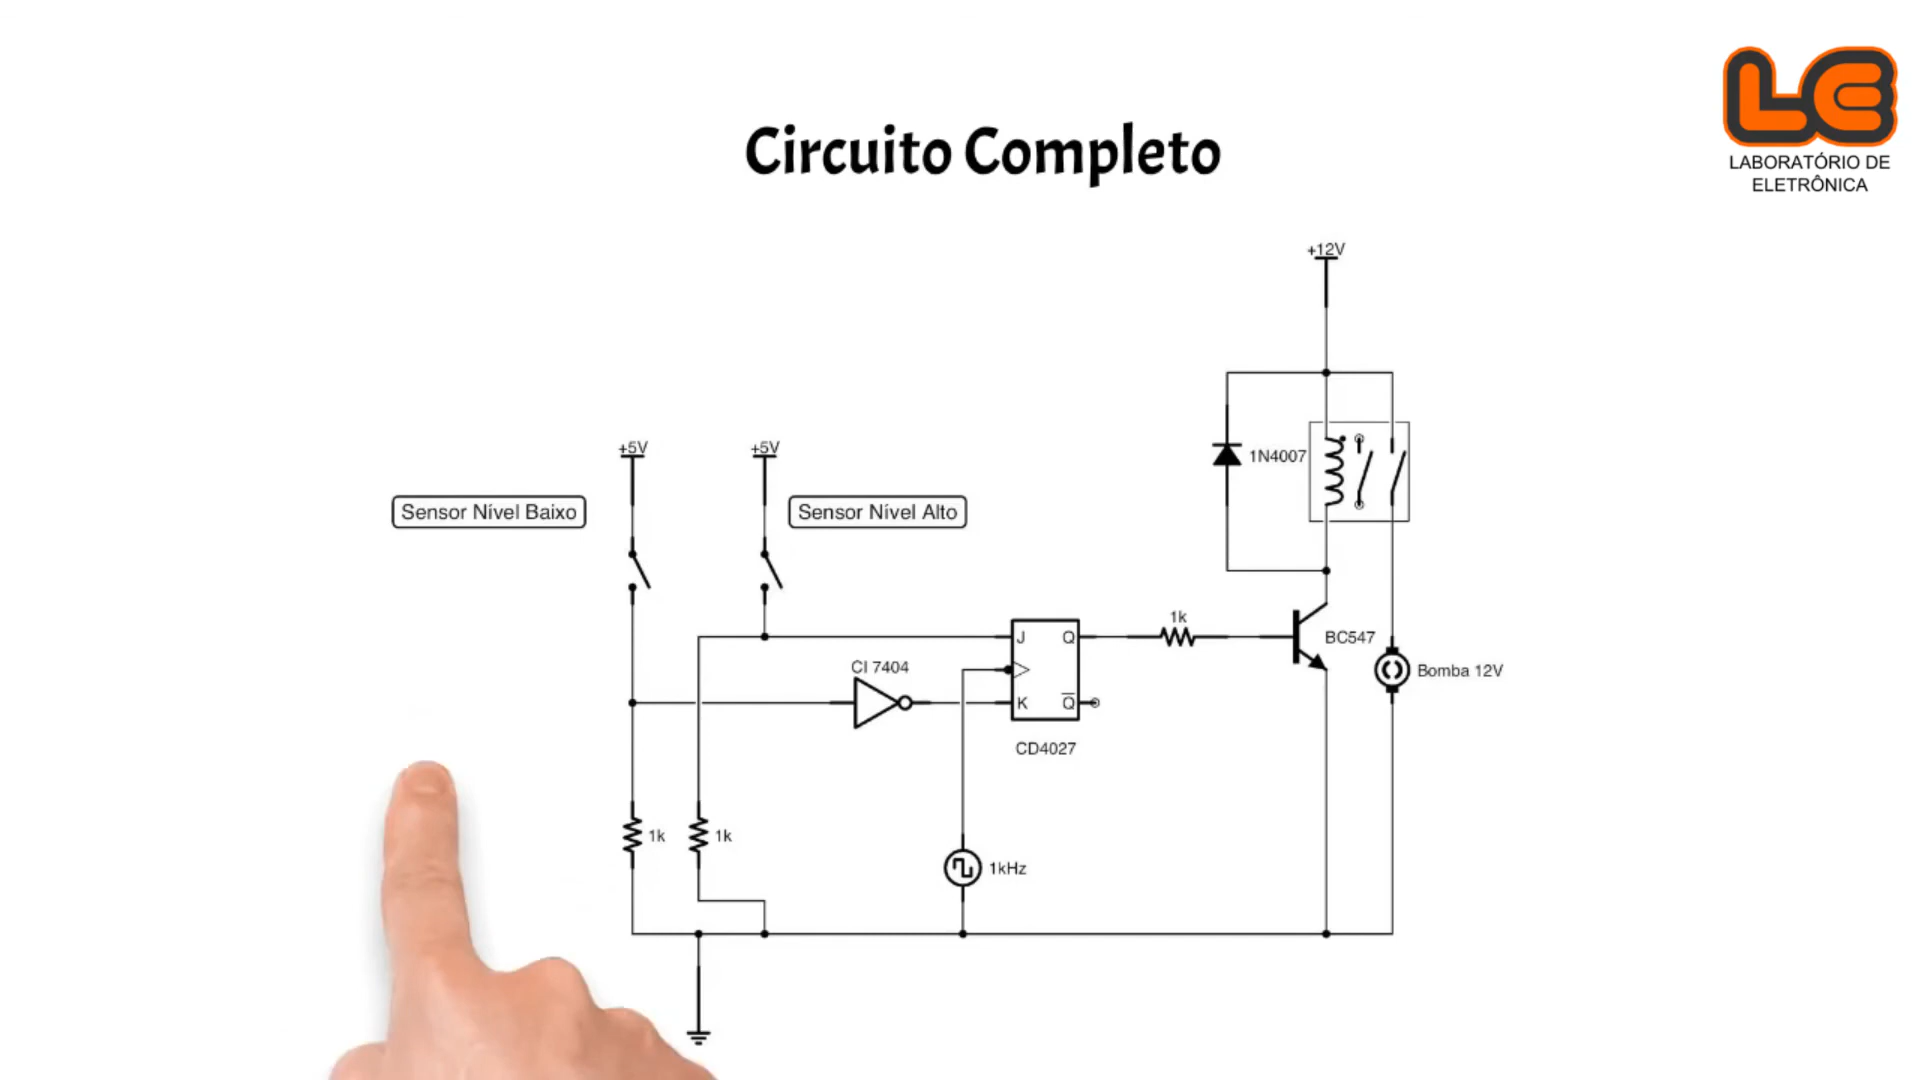 LE
LABORATÓRIO DE
ELETRÔNICA
Circuito Completo
+12V
+5V
+5V
1N4007
Sensor Nível Baixo
Sensor Nível Alto
1k
J
Q
BC547
CI 7404
Bomba 12V
K
Q̅
CD4027
1k
1k
1kHz